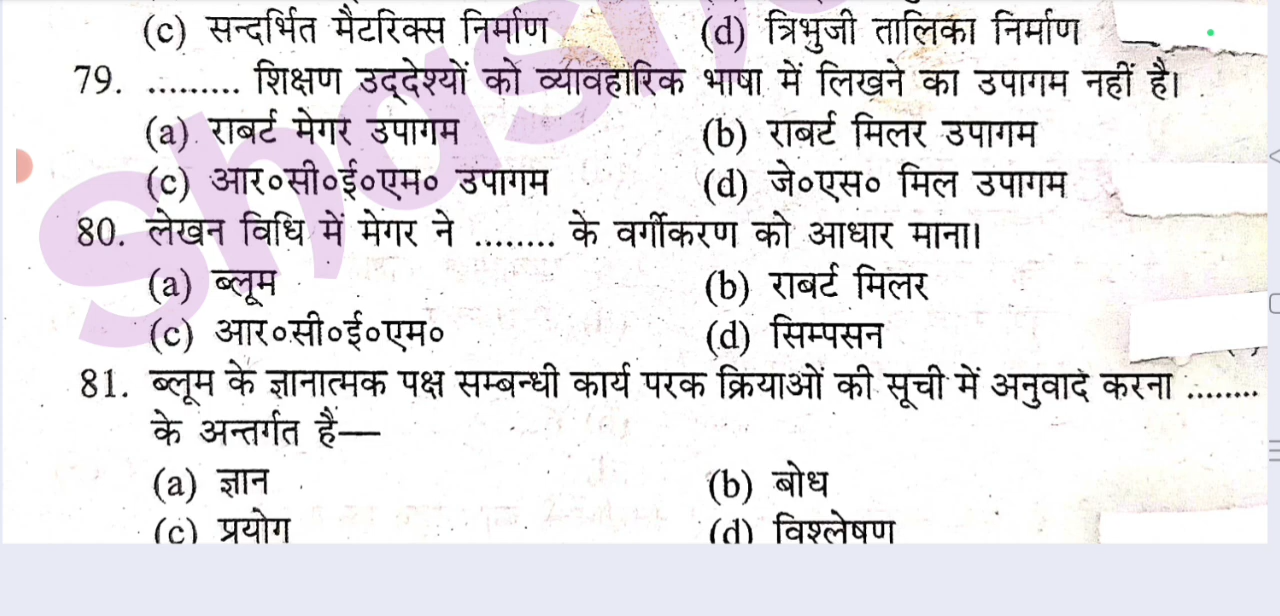 (c) सन्दर्भित मैटरिक्स निर्माण (d) त्रिभुजी तालिका निर्माण
79. ......... शिक्षण उद्देश्यों को व्यावहारिक भाषा में लिखने का उपागम नहीं है।
(a) राबर्ट मेगर उपागम (b) राबर्ट मिलर उपागम
(c) आर०सी०ई०एम० उपागम (d) जे०एस० मिल उपागम
80. लेखन विधि में मेगर ने ........ के वर्गीकरण को आधार माना।
(a) ब्लूम (b) राबर्ट मिलर
(c) आर०सी०ई०एम० (d) सिम्पसन
81. ब्लूम के ज्ञानात्मक पक्ष सम्बन्धी कार्य परक क्रियाओं की सूची में अनुवाद करना ........
के अन्तर्गत हैं—
(a) ज्ञान (b) बोध
(c) प्रयोग (d) विश्लेषण